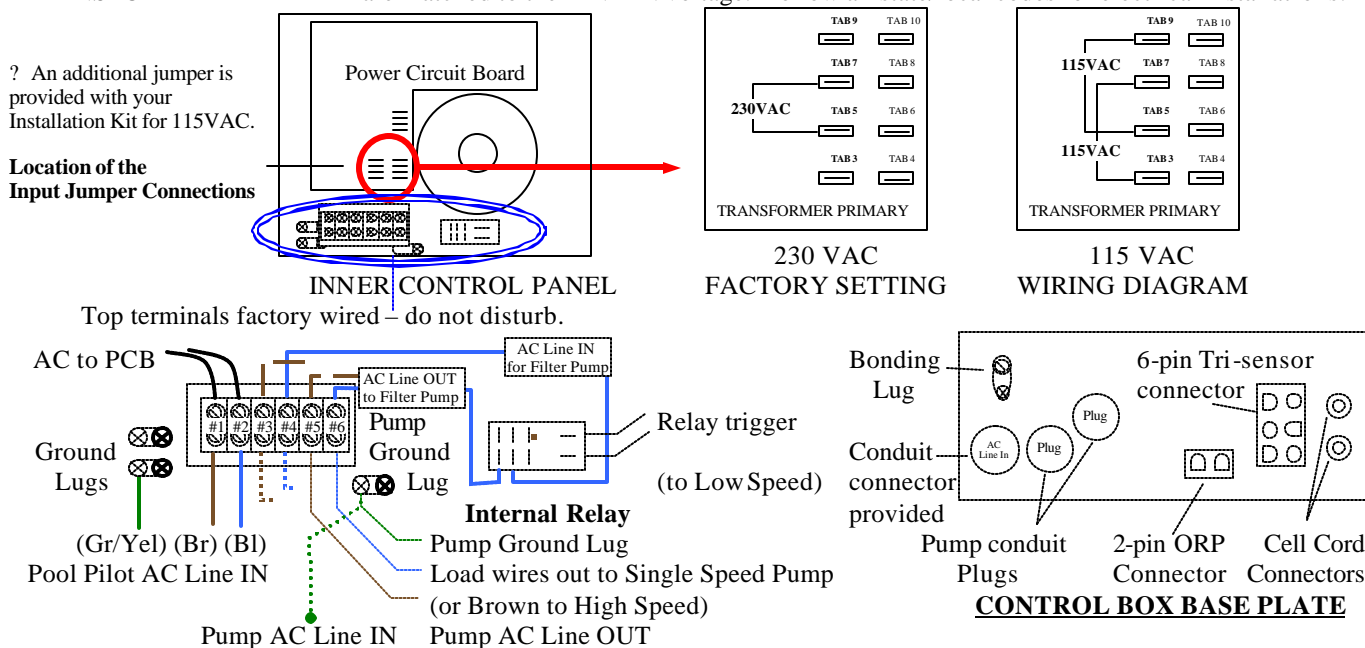 ? An additional jumper is
provided with your
Installation Kit for 115VAC.
Location of the
Input Jumper Connections
Power Circuit Board
INNER CONTROL PANEL
TAB 9 TAB 10
TAB 7 TAB 8
230VAC
TAB 5 TAB 6
TAB 3 TAB 4
TRANSFORMER PRIMARY
230 VAC
FACTORY SETTING
TAB 9 TAB 10
115VAC
TAB 7 TAB 8
TAB 5 TAB 6
115VAC
TAB 3 TAB 4
TRANSFORMER PRIMARY
115 VAC
WIRING DIAGRAM
Top terminals factory wired – do not disturb.
AC to PCB
AC Line IN
for Filter Pump
AC Line OUT
to Filter Pump
#1 #2 #3 #4 #5 #6
Ground
Lugs
Pump
Ground
Lug
Relay trigger
(to Low Speed)
Internal Relay
(Gr/Yel) (Br) (Bl)
Pool Pilot AC Line IN
Pump Ground Lug
Load wires out to Single Speed Pump
(or Brown to High Speed)
Pump AC Line IN
Pump AC Line OUT
Bonding
Lug
6-pin Tri-sensor
connector
Plug
AC
Line In
Plug
Conduit
connector
provided
Pump conduit
Plugs
2-pin ORP
Connector
Cell Cord
Connectors
CONTROL BOX BASE PLATE